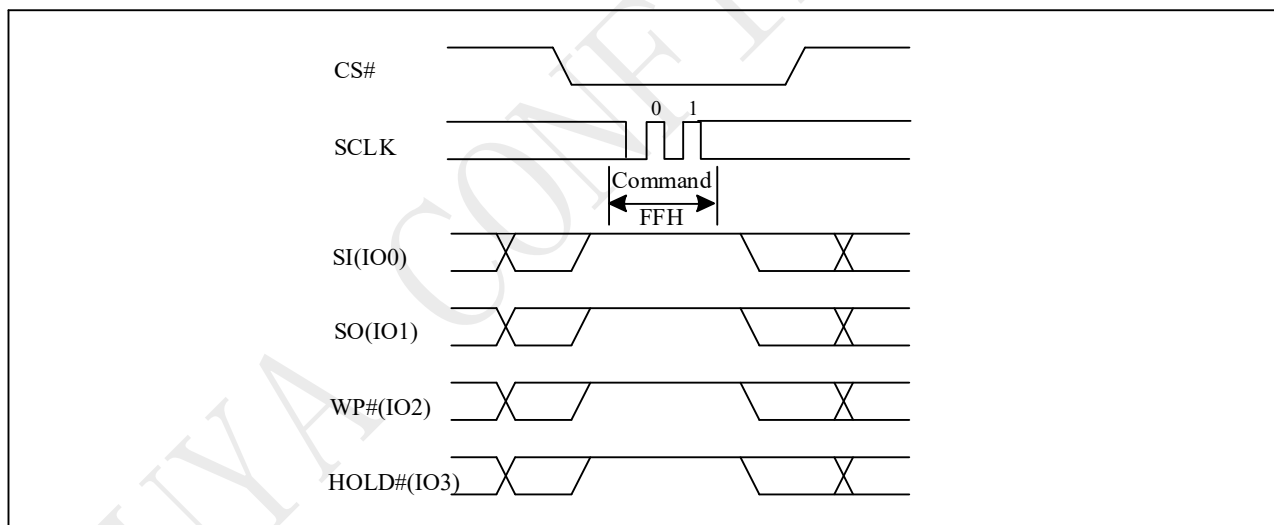 CS#
0 1
SCLK
Command
FFH
SI(IO0)
SO(IO1)
WP#(IO2)
HOLD#(IO3)